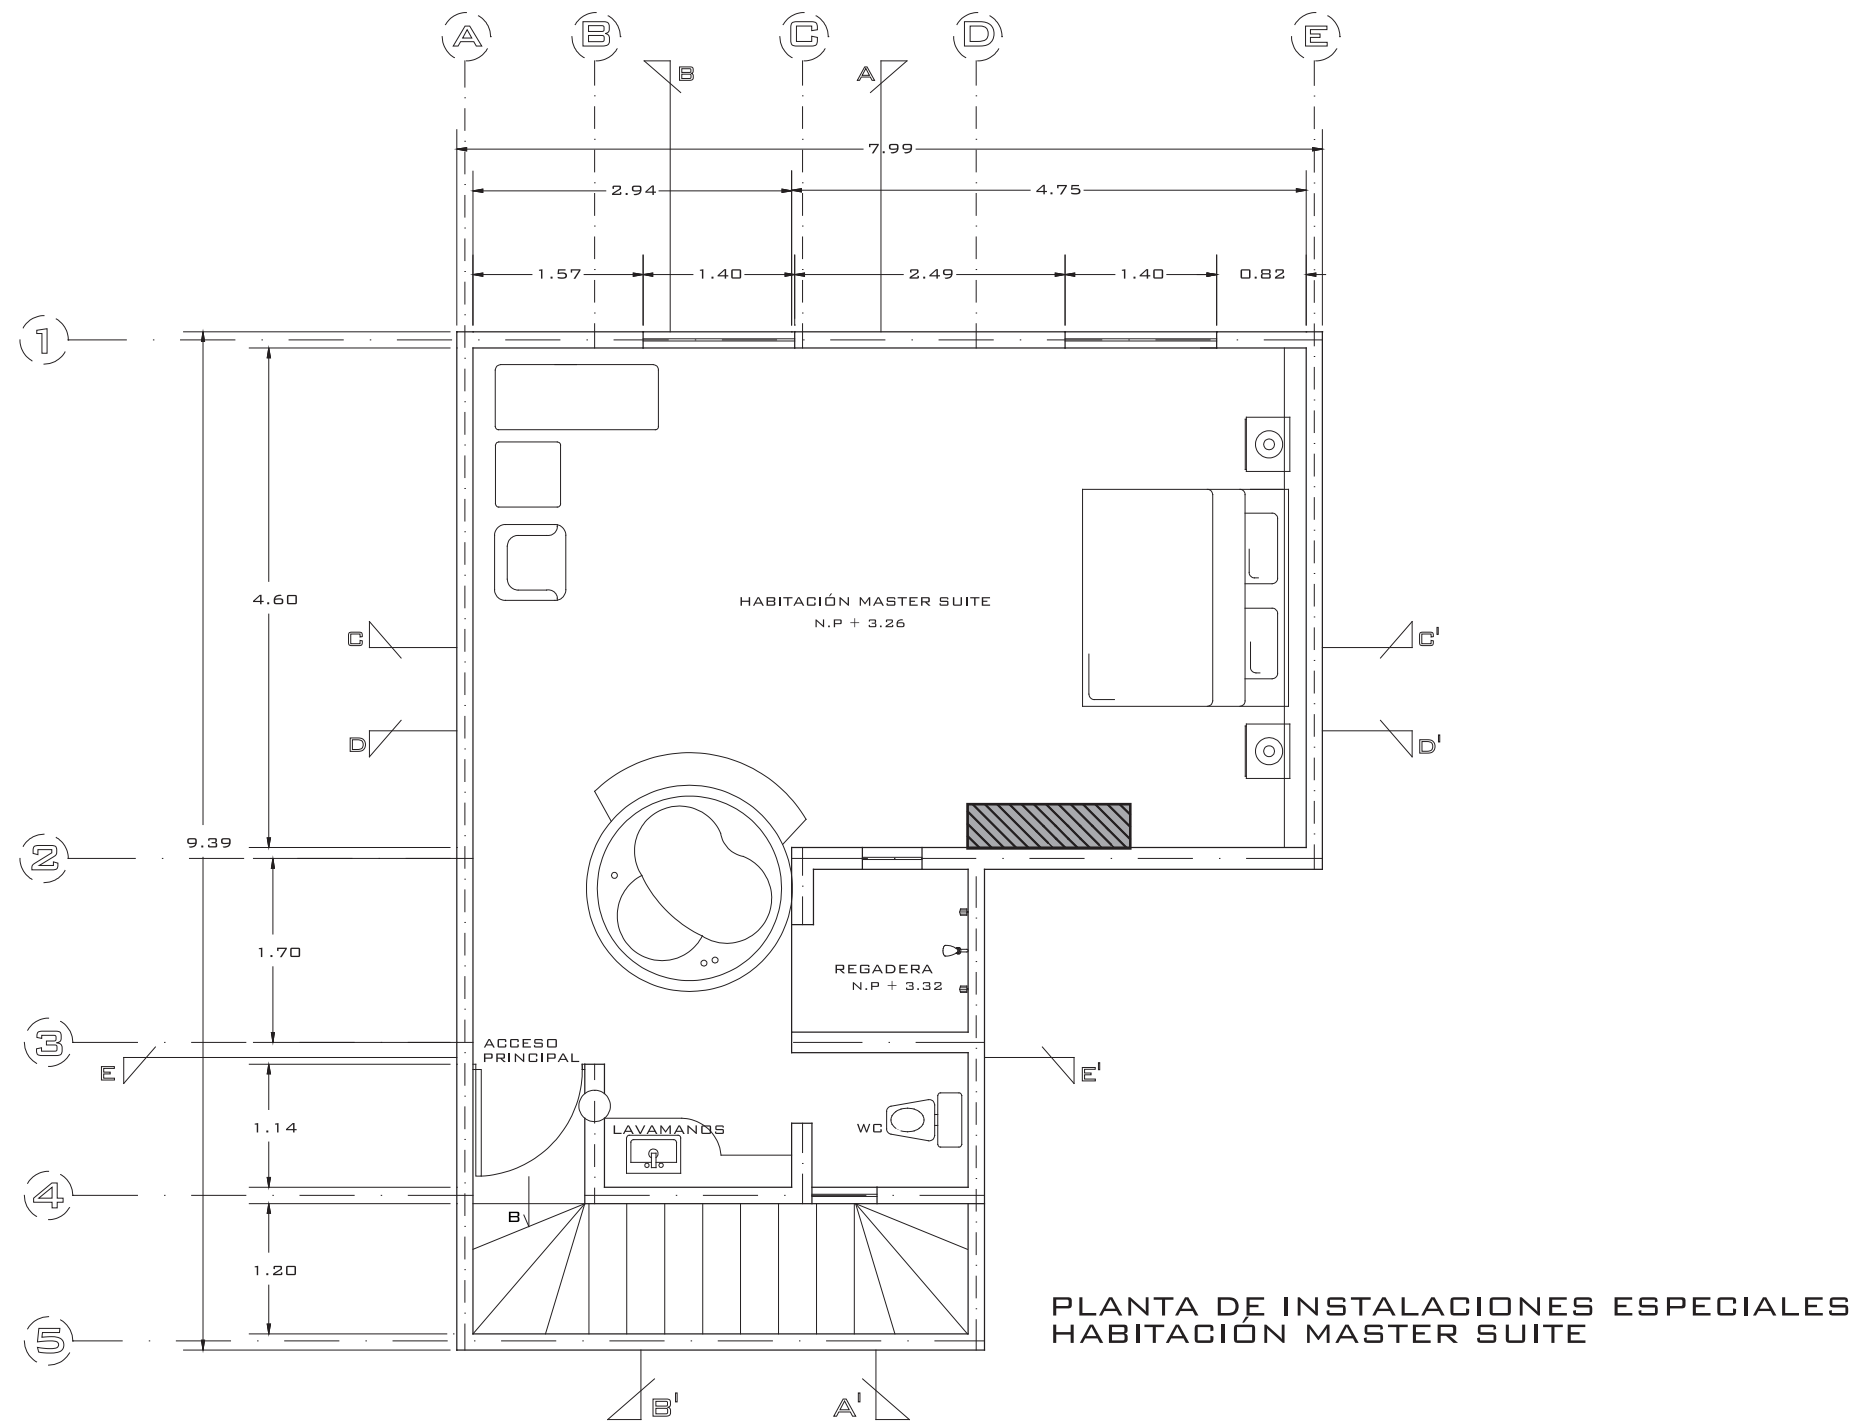 A B C D E
B A
7.99
2.94 4.75
1.57 1.40 2.49 1.40 0.82
1
4.60
HABITACIÓN MASTER SUITE
N.P + 3.26
C C'
D D'
2
9.39
1.70
REGADERA
N.P + 3.32
3
ACCESO
PRINCIPAL
E E'
1.14
LAVAMANOS
WC
4
B
1.20
5
PLANTA DE INSTALACIONES ESPECIALES
HABITACIÓN MASTER SUITE
B' A'